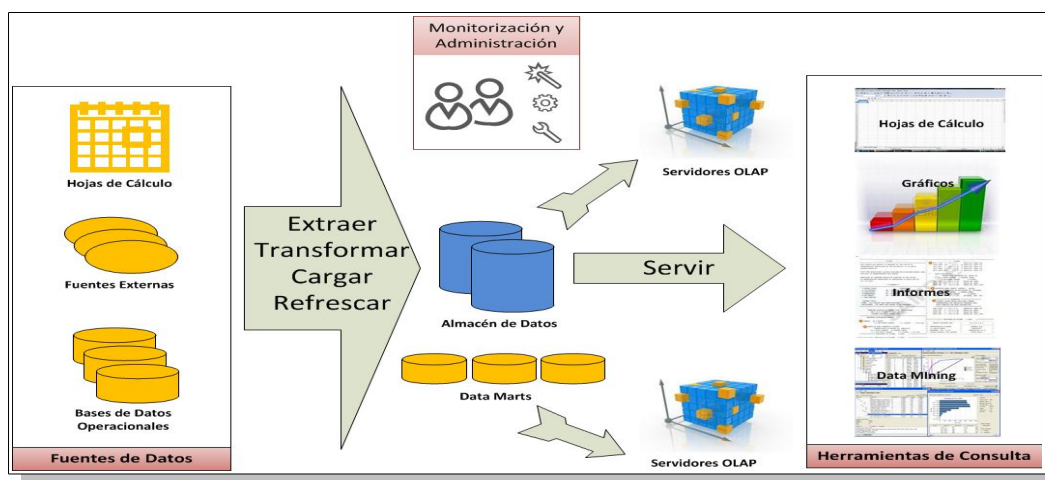 Monitorización y
Administración
Hojas de Cálculo
Fuentes Externas
Bases de Datos
Operacionales
Fuentes de Datos
Extraer
Transformar
Cargar
Refrescar
Servidores OLAP
Almacén de Datos
Servir
Data Marts
Servidores OLAP
Hojas de Cálculo
Gráficos
Informes
Data MIning
Herramientas de Consulta